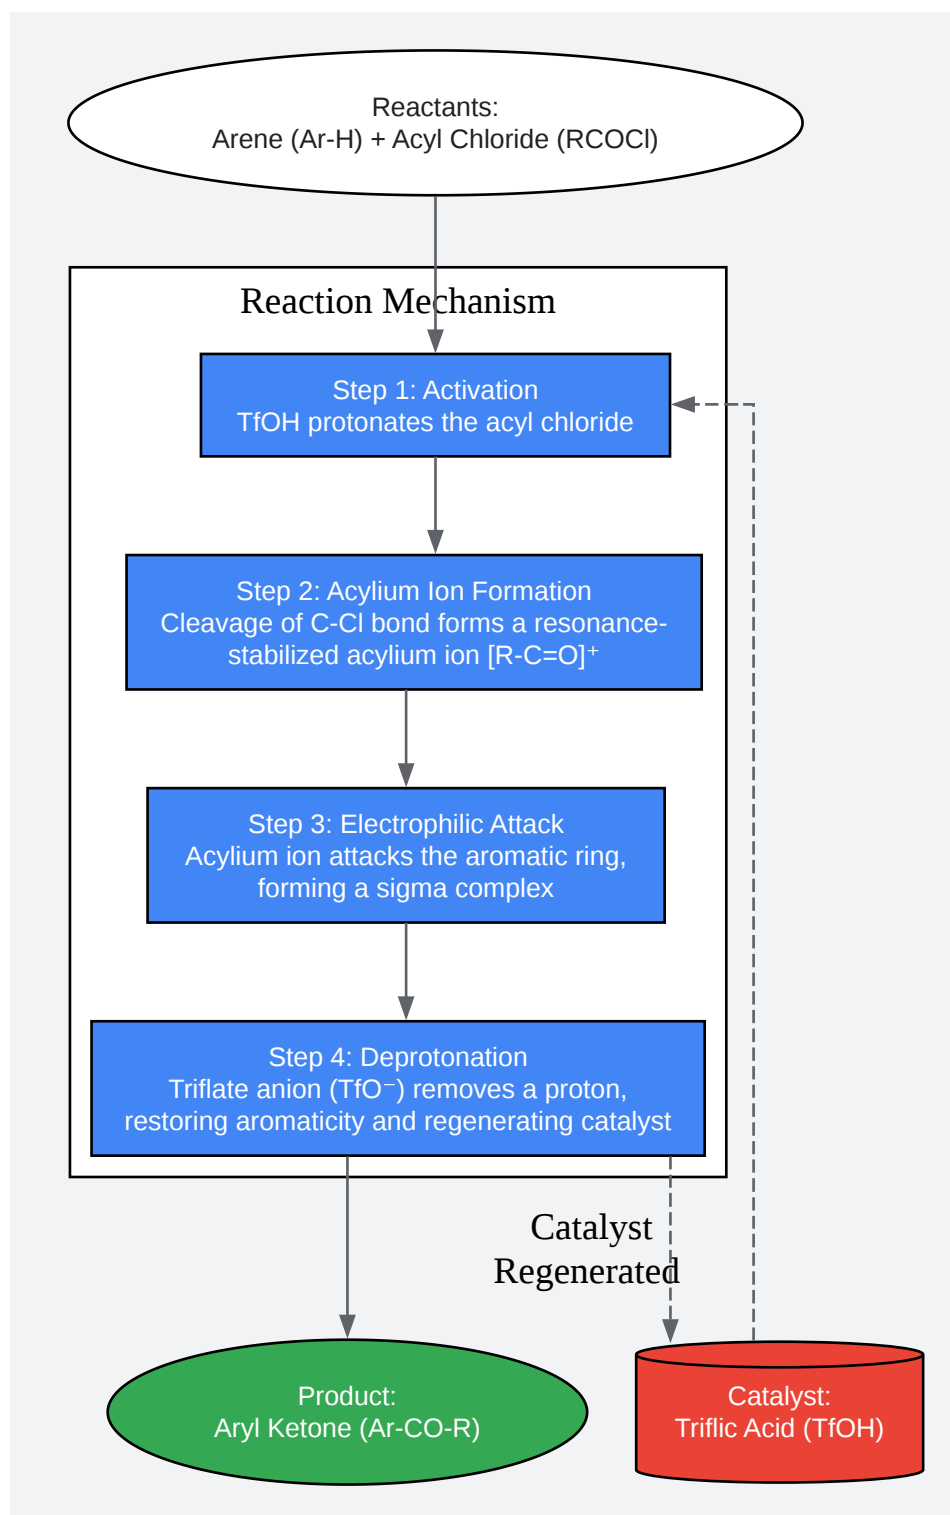 Reactants:
Arene (Ar-H) + Acyl Chloride (RCOCl)
Reaction Mechanism
Step 1: Activation
TfOH protonates the acyl chloride
Step 2: Acylium Ion Formation
Cleavage of C-Cl bond forms a resonance-
stabilized acylium ion [R-C=O]⁺
Step 3: Electrophilic Attack
Acylium ion attacks the aromatic ring,
forming a sigma complex
Step 4: Deprotonation
Triflate anion (TfO⁻) removes a proton,
restoring aromaticity and regenerating catalyst
Catalyst
Regenerated
Product:
Aryl Ketone (Ar-CO-R)
Catalyst:
Triflic Acid (TfOH)